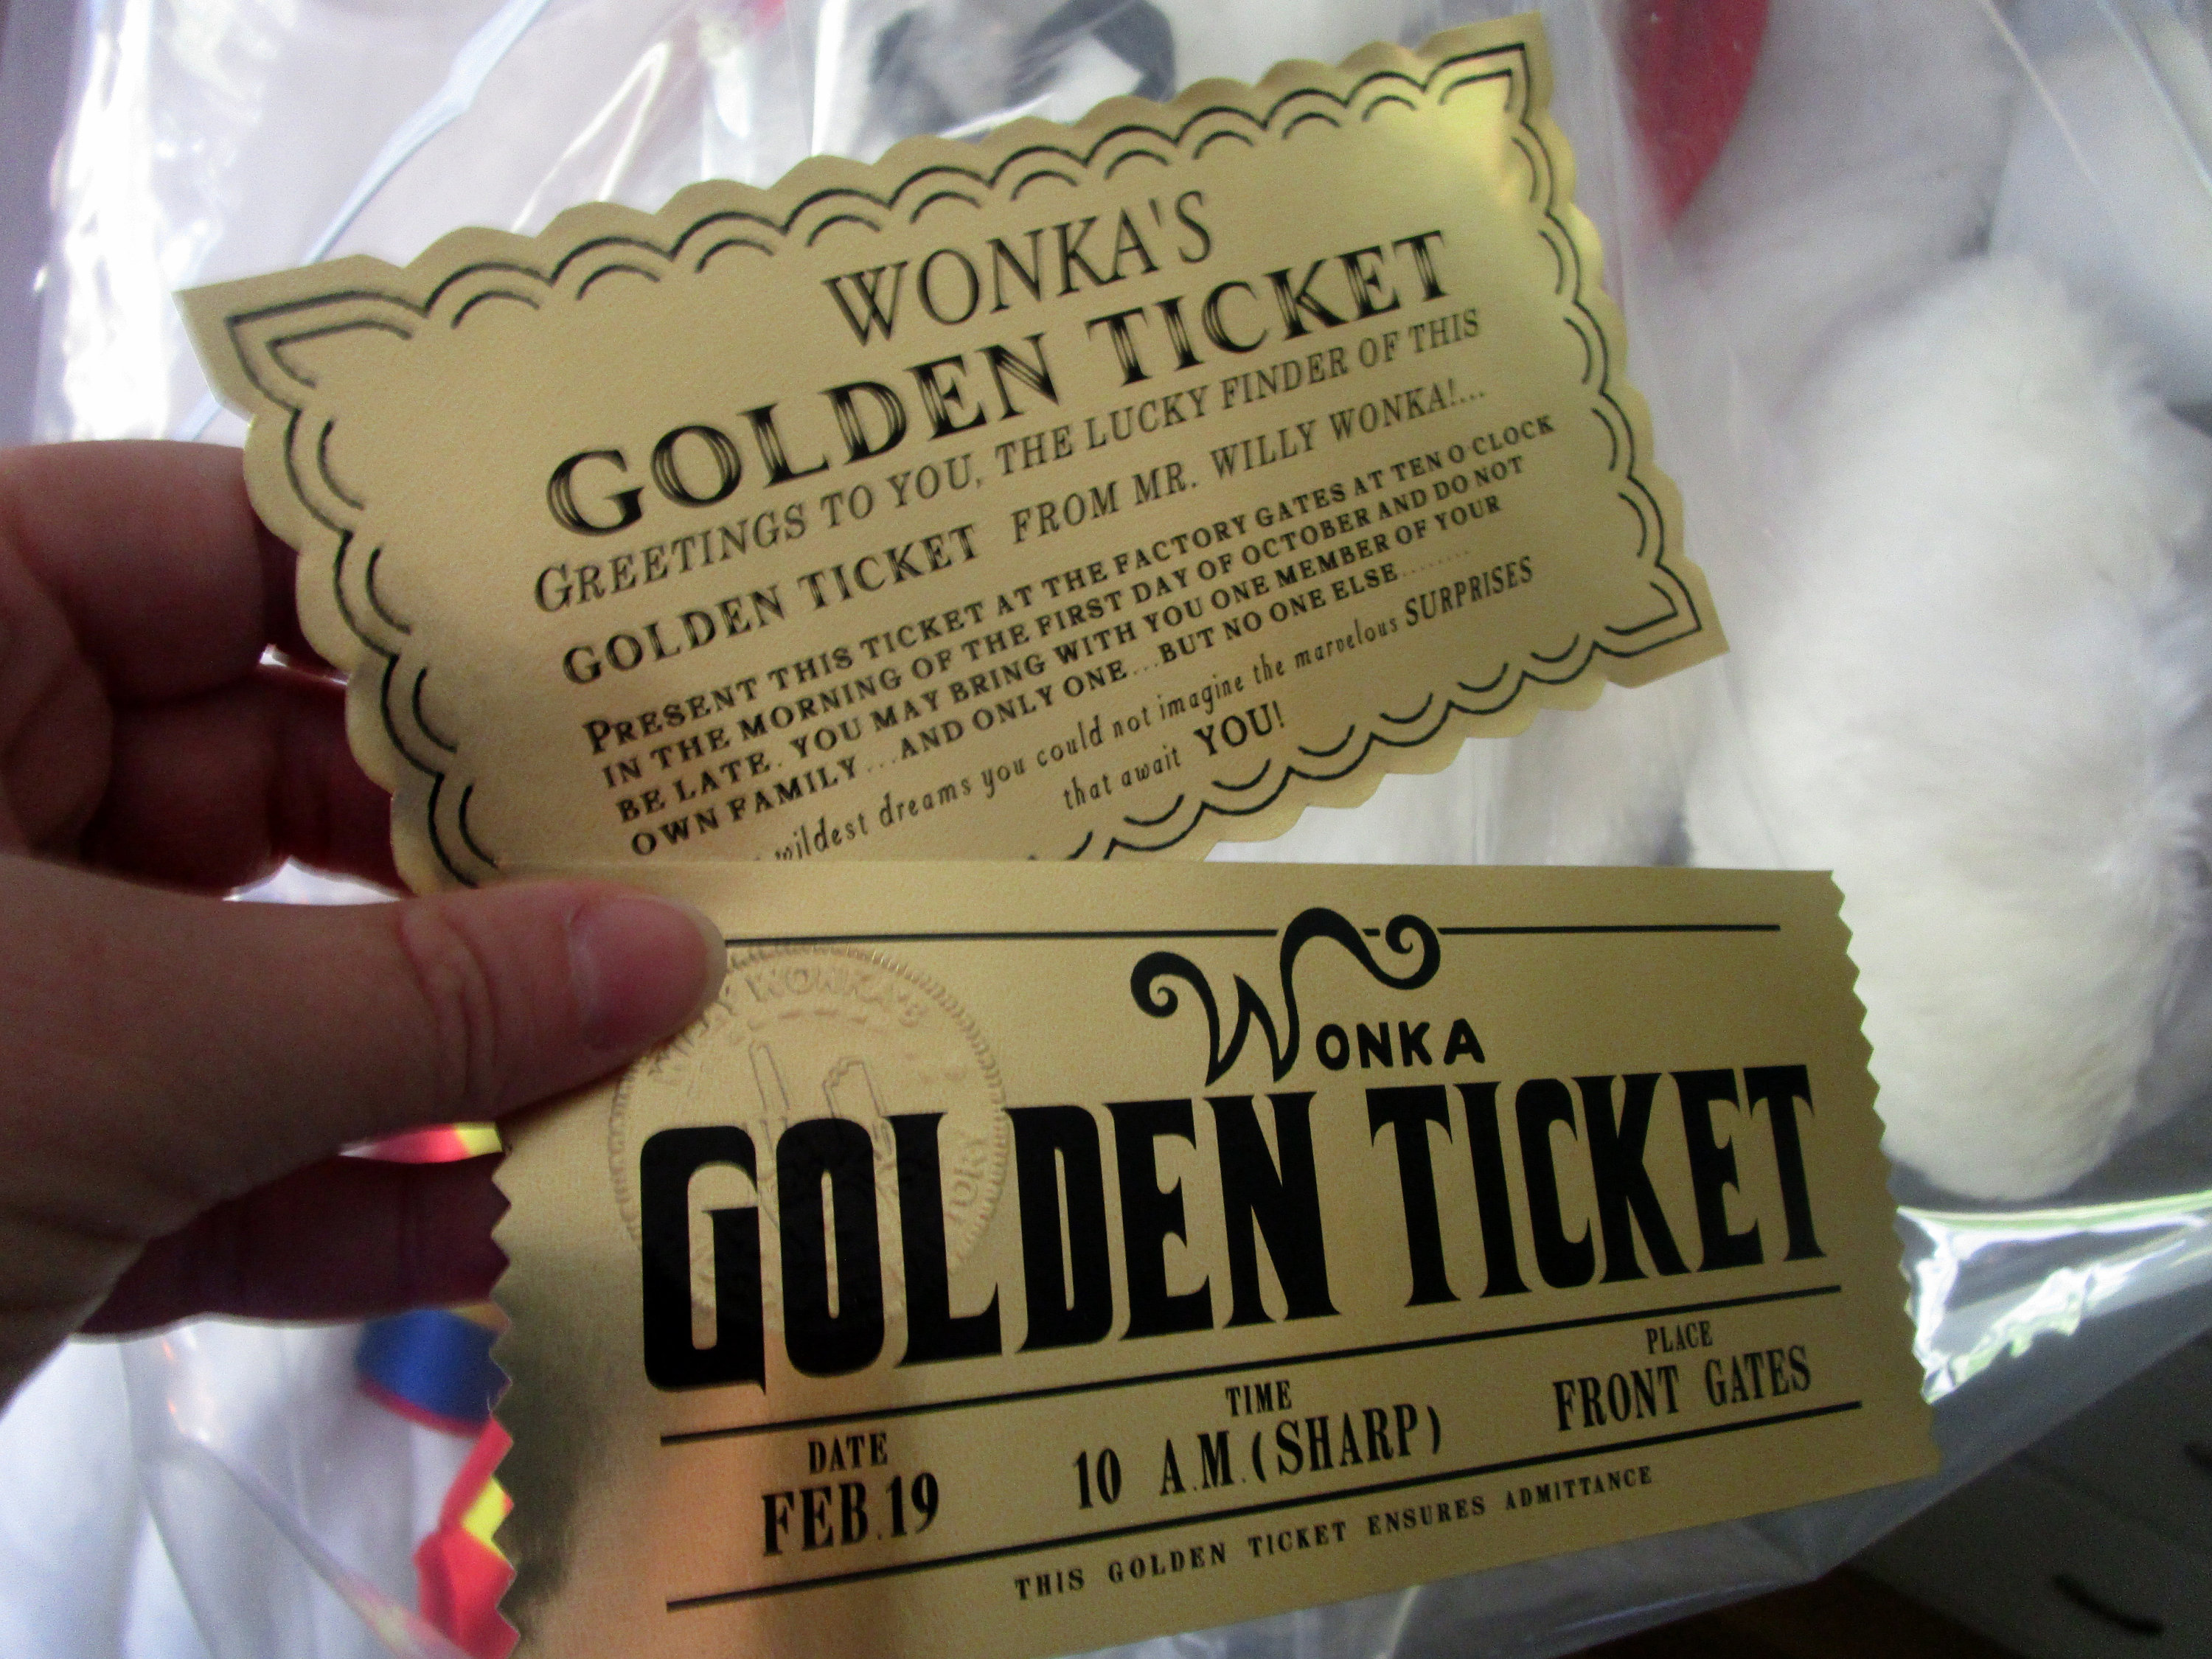 WONKA'S
GOLDEN TICKET
GREETINGS TO YOU, THE LUCKY FINDER OF THIS
GOLDEN TICKET FROM MR. WILLY WONKA!...
PRESENT THIS TICKET AT THE FACTORY GATES AT TEN O'CLOCK
IN THE MORNING OF THE FIRST DAY OF OCTOBER AND DO NOT
BE LATE. YOU MAY BRING WITH YOU ONE MEMBER OF YOUR
OWN FAMILY...AND ONLY ONE...BUT NO ONE ELSE.........
wildest dreams you could not imagine the marvelous SURPRISES
that await YOU!
WONKA'S
WONKA
GOLDEN TICKET
DATE
FEB.19
TIME
10 A.M.(SHARP)
PLACE
FRONT GATES
THIS GOLDEN TICKET ENSURES ADMITTANCE